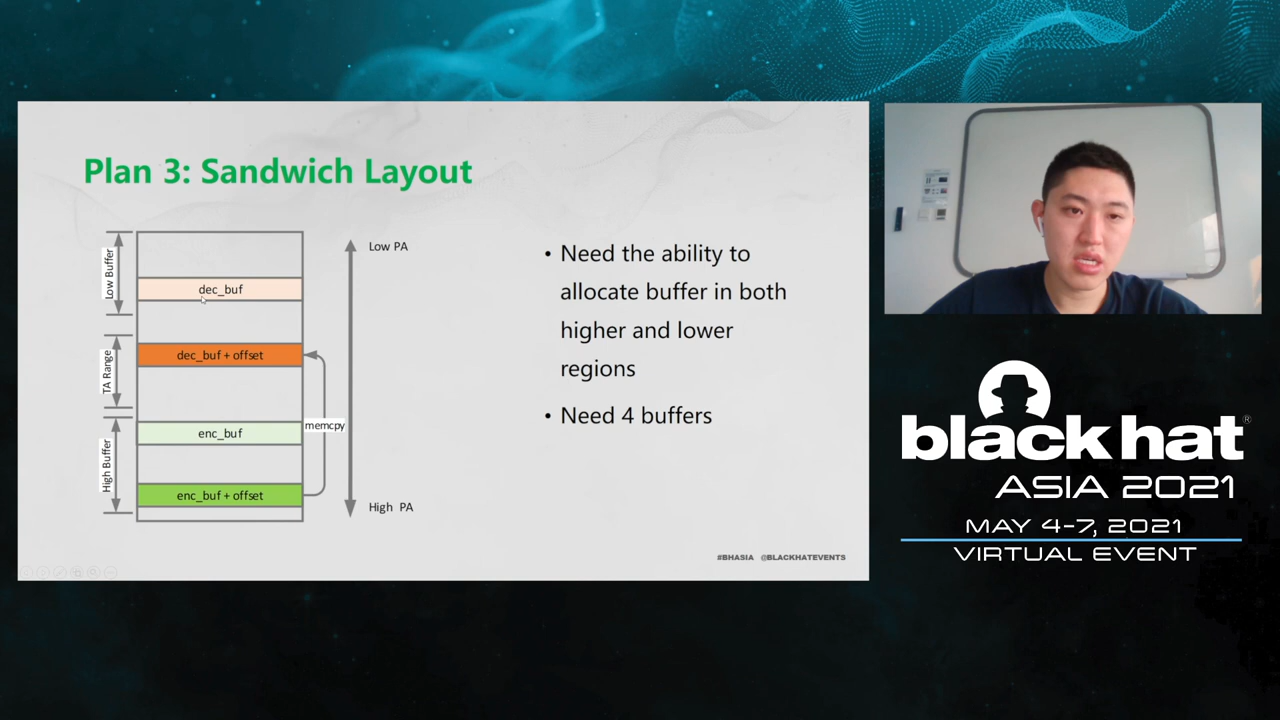 Plan 3: Sandwich Layout
Low Buffer
TA Range
High Buffer
dec_buf
dec_buf + offset
enc_buf
enc_buf + offset
memcpy
Low PA
High PA
• Need the ability to
allocate buffer in both
higher and lower
regions
• Need 4 buffers
#BHASIA @BLACKHATEVENTS
black hat®
ASIA 2021
MAY 4-7, 2021
VIRTUAL EVENT